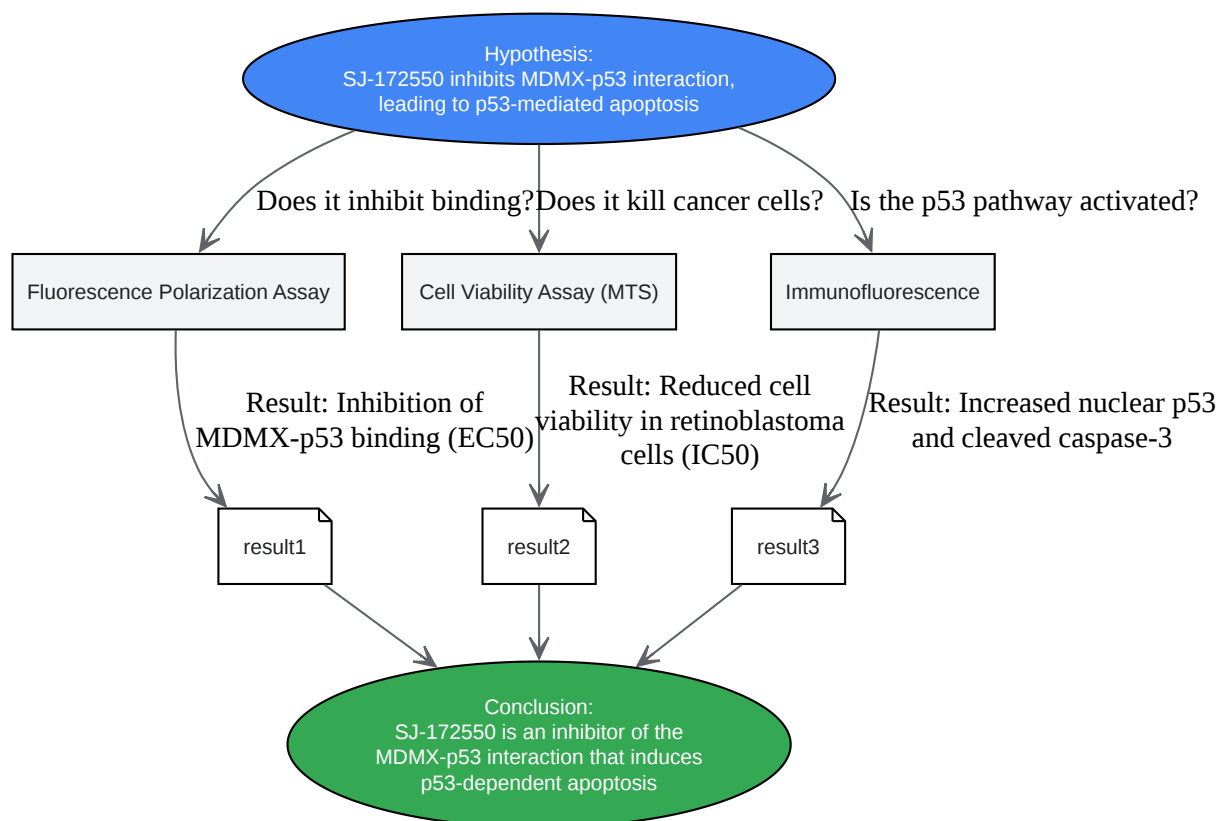 Hypothesis:
SJ-172550 inhibits MDMX-p53 interaction,
leading to p53-mediated apoptosis
Does it inhibit binding?
Does it kill cancer cells?
Is the p53 pathway activated?
Fluorescence Polarization Assay
Cell Viability Assay (MTS)
Immunofluorescence
Result: Inhibition of
MDMX-p53 binding (EC50)
Result: Reduced cell
viability in retinoblastoma
cells (IC50)
Result: Increased nuclear p53
and cleaved caspase-3
result1
result2
result3
Conclusion:
SJ-172550 is an inhibitor of the
MDMX-p53 interaction that induces
p53-dependent apoptosis